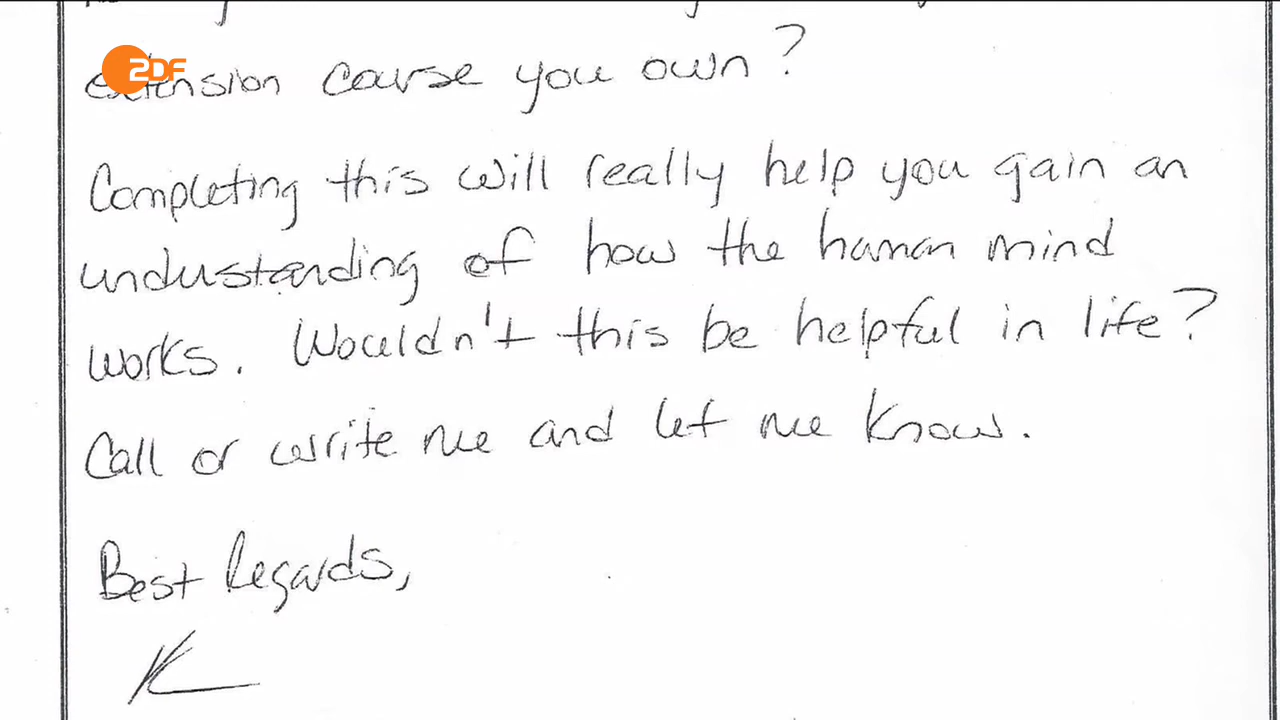 ZDF
extension course you own?
Completing this will really help you gain an
understanding of how the human mind
works. Wouldn't this be helpful in life?
Call or write me and let me know.
Best Regards,
K